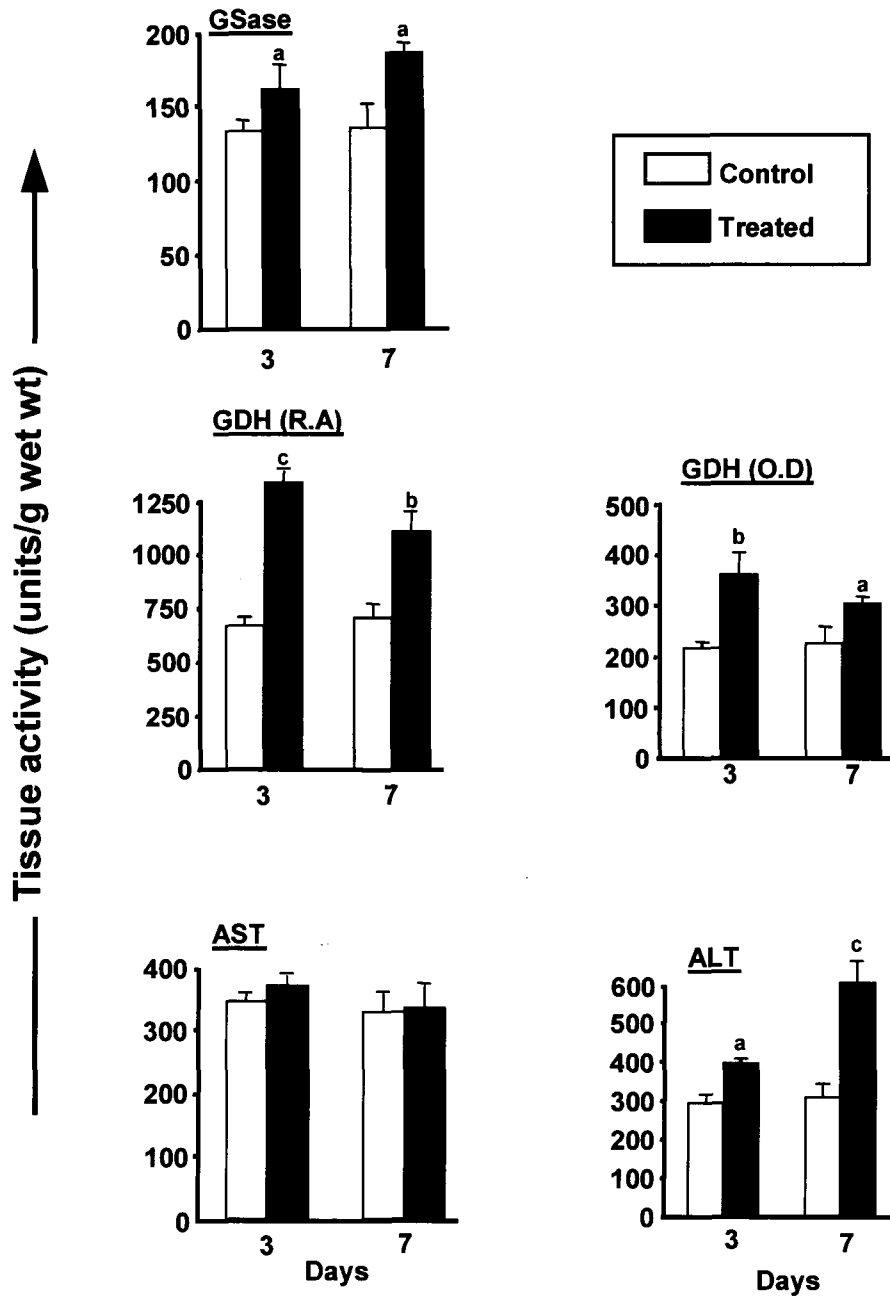 Tissue activity (units/g wet wt)
GSase
200
150
100
50
0
a
a
3
7
Control
Treated
GDH (R.A)
1250
1000
750
500
250
0
c
b
3
7
GDH (O.D)
500
400
300
200
100
0
b
a
3
7
AST
400
300
200
100
0
3
7
Days
ALT
600
500
400
300
200
100
0
a
c
3
7
Days